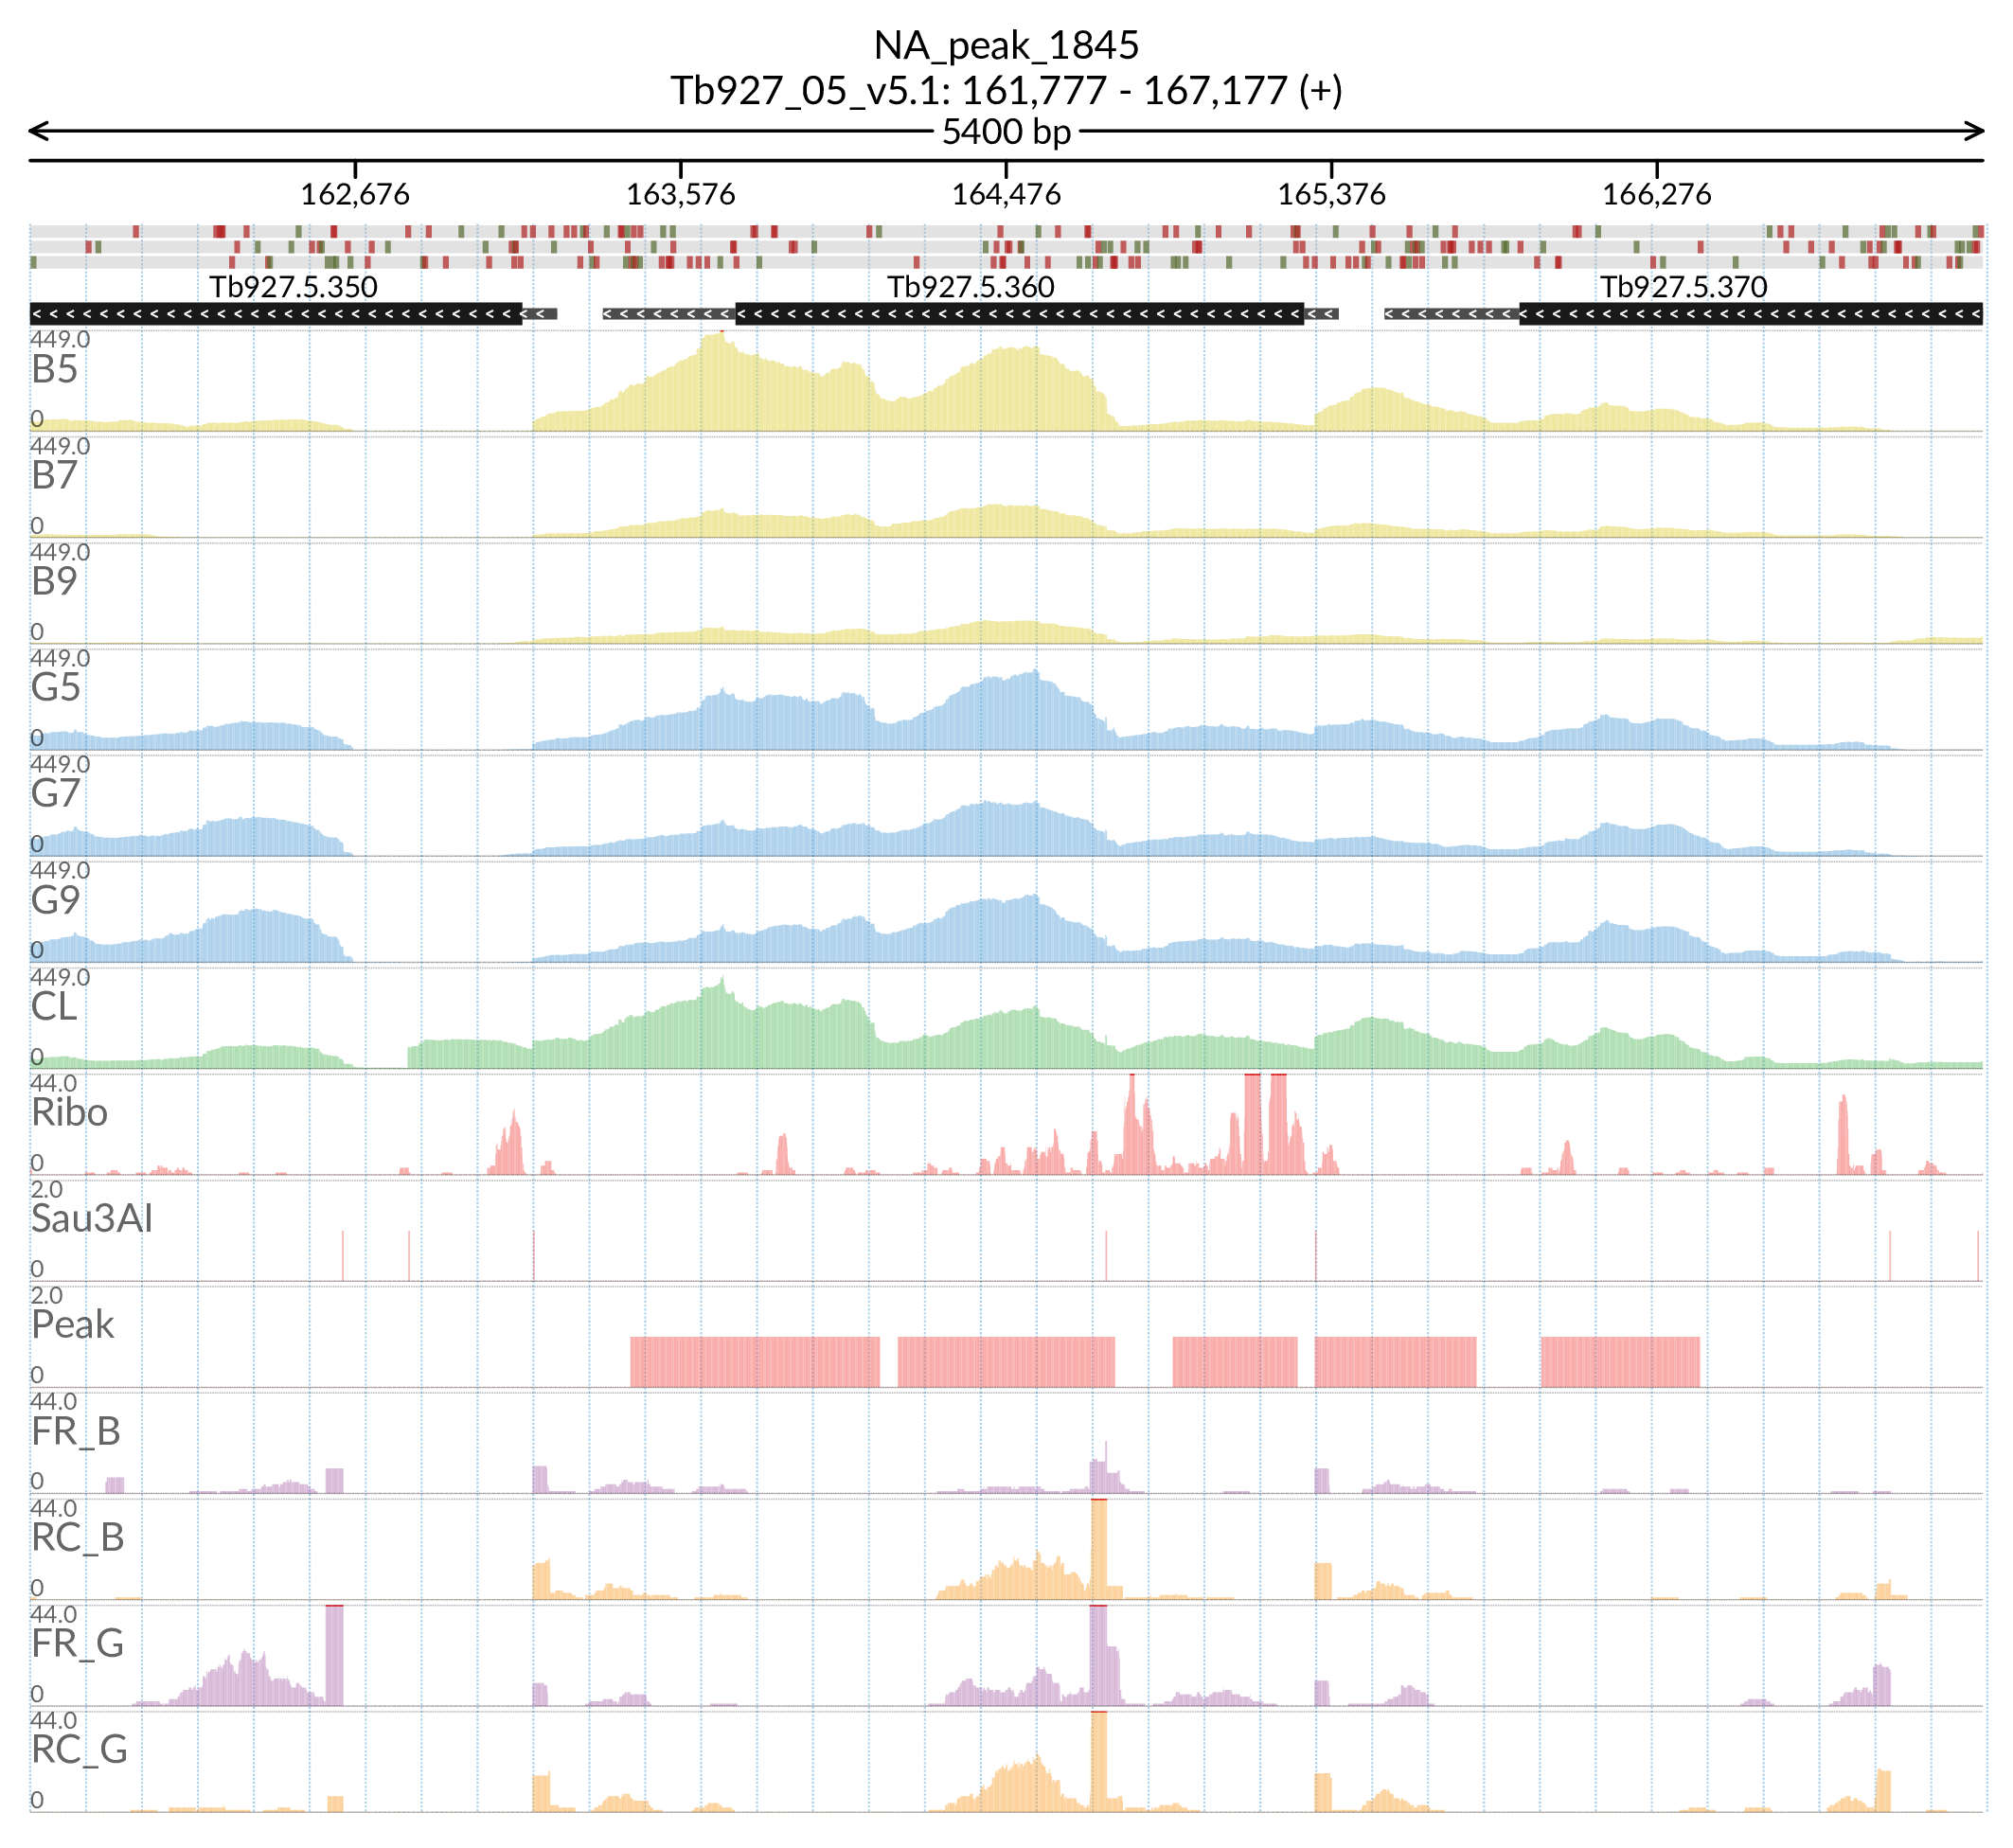 NA_peak_1845
Tb927_05_v5.1: 161,777 - 167,177 (+)
5400 bp
162,676 163,576 164,476 165,376 166,276
Tb927.5.350 Tb927.5.360 Tb927.5.370
449.0
B5
0
449.0
B7
0
449.0
B9
0
449.0
G5
0
449.0
G7
0
449.0
G9
0
449.0
CL
0
44.0
Ribo
0
2.0
Sau3AI
0
2.0
Peak
0
44.0
FR_B
0
44.0
RC_B
0
44.0
FR_G
0
44.0
RC_G
0